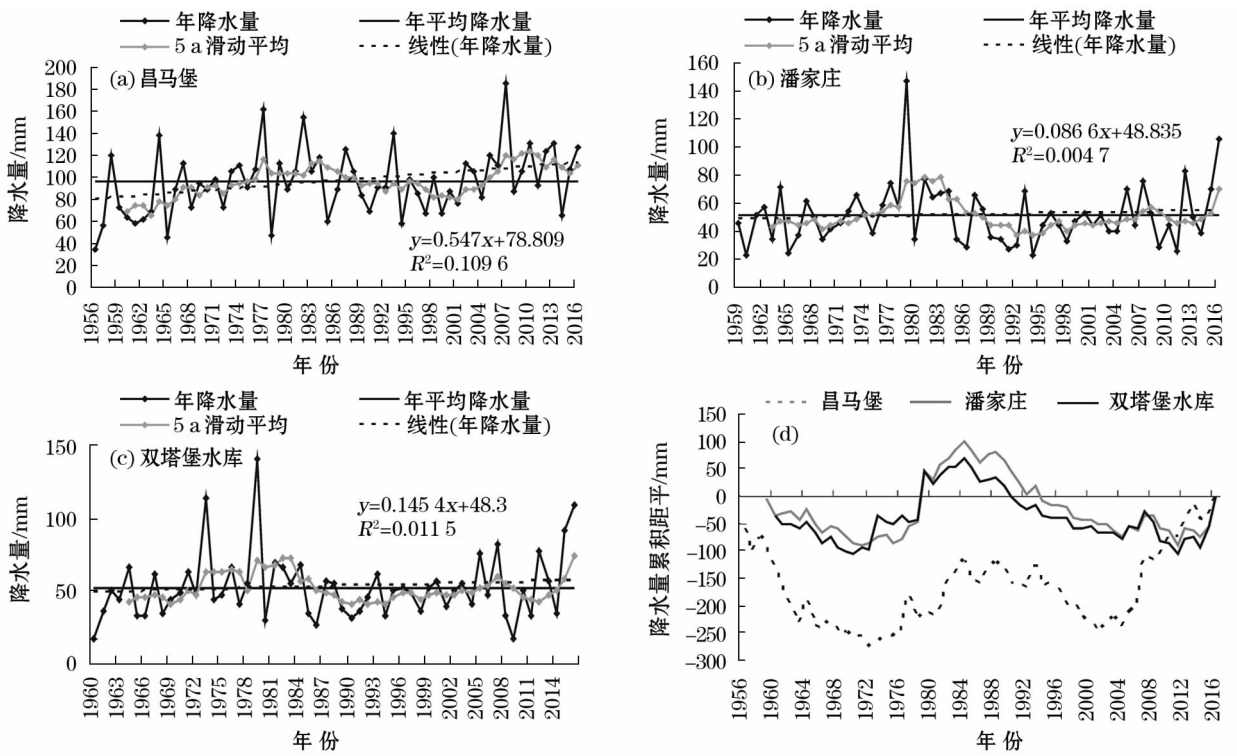 年降水量 年平均降水量
5 a滑动平均 线性(年降水量)
(a) 昌马堡
降水量/mm
200
180
160
140
120
100
80
60
40
20
0
y=0.547x+78.809
R²=0.109 6
1956 1959 1962 1965 1968 1971 1974 1977 1980 1983 1986 1989 1992 1995 1998 2001 2004 2007 2010 2013 2016
年 份
年降水量 年平均降水量
5 a滑动平均 线性(年降水量)
(b) 潘家庄
降水量/mm
160
140
120
100
80
60
40
20
0
y=0.086 6x+48.835
R²=0.004 7
1959 1962 1965 1968 1971 1974 1977 1980 1983 1986 1989 1992 1995 1998 2001 2004 2007 2010 2013 2016
年 份
年降水量 年平均降水量
5 a滑动平均 线性(年降水量)
(c) 双塔堡水库
降水量/mm
150
100
50
0
y=0.145 4x+48.3
R²=0.011 5
1960 1963 1966 1969 1972 1975 1978 1981 1984 1987 1990 1993 1996 1999 2002 2005 2008 2011 2014
年 份
昌马堡 潘家庄 双塔堡水库
(d)
降水量累积距平/mm
150
100
50
0
-50
-100
-150
-200
-250
-300
1956 1960 1964 1968 1972 1976 1980 1984 1988 1992 1996 2000 2004 2008 2012 2016
年 份